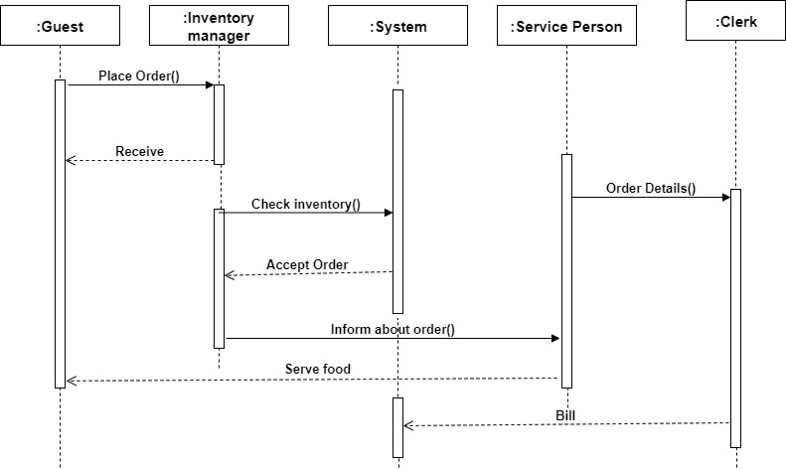 :Guest
:Inventory
manager
:System
:Service Person
:Clerk
Place Order()
Receive
Order Details()
Check inventory()
Accept Order
Inform about order()
Serve food
Bill